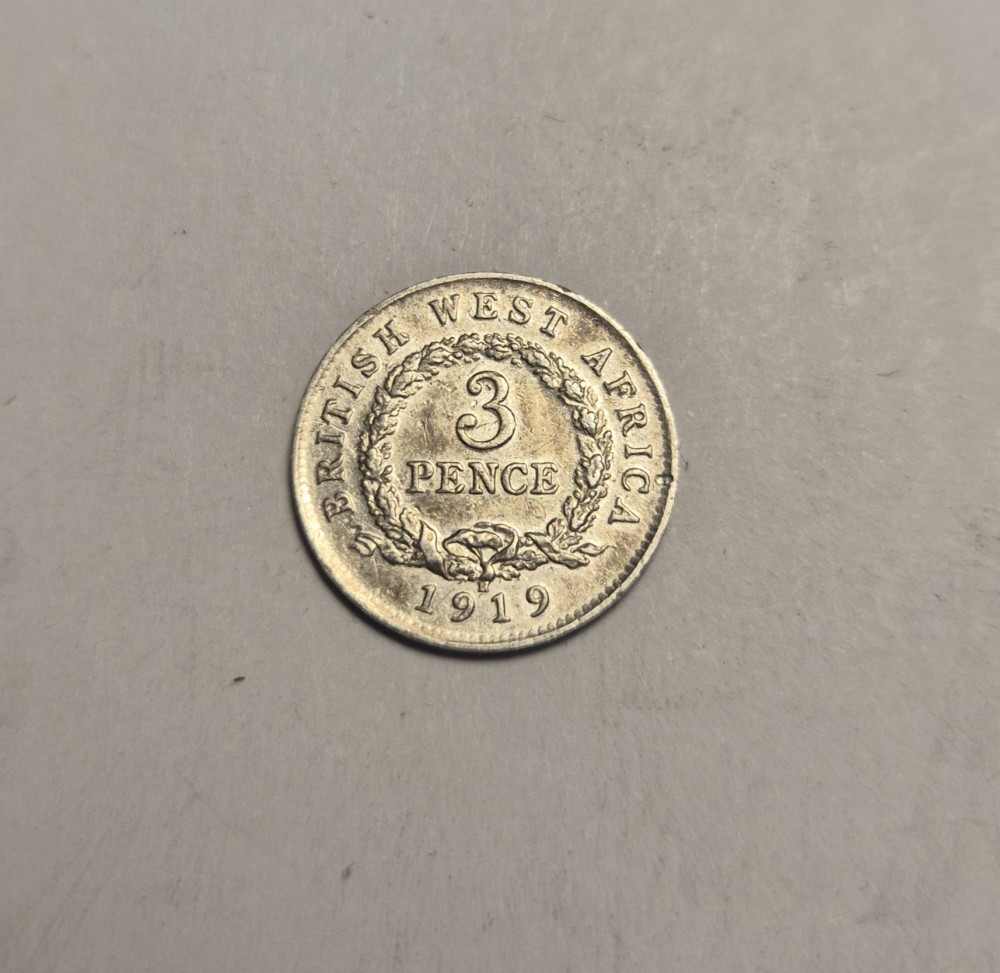 BRITISH WEST AFRICA
3
PENCE
H
1919